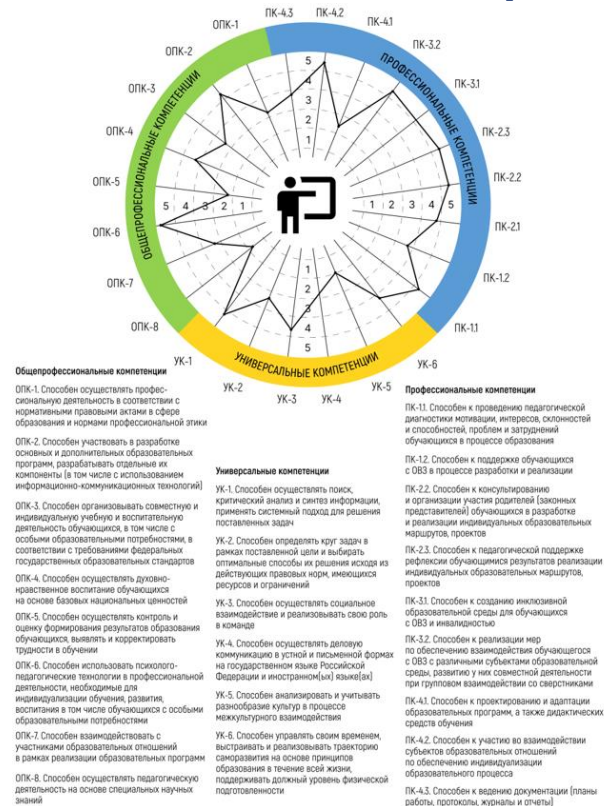 ПК-4.3
ПК-4.2
ПК-4.1
ПК-3.2
ПК-3.1
ПК-2.3
ПК-2.2
ПК-2.1
ПК-1.2
ПК-1.1
УК-6
УК-5
УК-4
УК-3
УК-2
УК-1
ОПК-8
ОПК-7
ОПК-6
ОПК-5
ОПК-4
ОПК-3
ОПК-2
ОПК-1
ОБЩЕПРОФЕССИОНАЛЬНЫЕ КОМПЕТЕНЦИИ
ПРОФЕССИОНАЛЬНЫЕ КОМПЕТЕНЦИИ
УНИВЕРСАЛЬНЫЕ КОМПЕТЕНЦИИ
5
4
3
2
1
5 4 3 2 1
1 2 3 4 5
1
2
3
4
5
Общепрофессиональные компетенции
ОПК-1. Способен осуществлять профес-
сиональную деятельность в соответствии с
нормативными правовыми актами в сфере
образования и нормами профессиональной этики
ОПК-2. Способен участвовать в разработке
основных и дополнительных образовательных
программ, разрабатывать отдельные их
компоненты (в том числе с использованием
информационно-коммуникационных технологий)
ОПК-3. Способен организовывать совместную и
индивидуальную учебную и воспитательную
деятельность обучающихся, в том числе с
особыми образовательными потребностями, в
соответствии с требованиями федеральных
государственных образовательных стандартов
ОПК-4. Способен осуществлять духовно-
нравственное воспитание обучающихся
на основе базовых национальных ценностей
ОПК-5. Способен осуществлять контроль и
оценку формирования результатов образования
обучающихся, выявлять и корректировать
трудности в обучении
ОПК-6. Способен использовать психолого-
педагогические технологии в профессиональной
деятельности, необходимые для
индивидуализации обучения, развития,
воспитания в том числе обучающихся с особыми
образовательными потребностями
ОПК-7. Способен взаимодействовать с
участниками образовательных отношений
в рамках реализации образовательных программ
ОПК-8. Способен осуществлять педагогическую
деятельность на основе специальных научных
знаний
Универсальные компетенции
УК-1. Способен осуществлять поиск,
критический анализ и синтез информации,
применять системный подход для решения
поставленных задач
УК-2. Способен определять круг задач в
рамках поставленной цели и выбирать
оптимальные способы их решения исходя из
действующих правовых норм, имеющихся
ресурсов и ограничений
УК-3. Способен осуществлять социальное
взаимодействие и реализовывать свою роль
в команде
УК-4. Способен осуществлять деловую
коммуникацию в устной и письменной формах
на государственном языке Российской
Федерации и иностранном(ых) языке(ах)
УК-5. Способен анализировать и учитывать
разнообразие культур в процессе
межкультурного взаимодействия
УК-6. Способен управлять своим временем,
выстраивать и реализовывать траекторию
саморазвития на основе принципов
образования в течение всей жизни,
поддерживать должный уровень физической
подготовленности
Профессиональные компетенции
ПК-1.1. Способен к проведению педагогической
диагностики мотивации, интересов, склонностей
и способностей, проблем и затруднений
обучающихся в процессе образования
ПК-1.2. Способен к поддержке обучающихся
с ОВЗ в процессе разработки и реализации
ПК-2.2. Способен к консультированию
и организации участия родителей (законных
представителей) обучающихся в разработке
и реализации индивидуальных образовательных
маршрутов, проектов
ПК-2.3. Способен к педагогической поддержке
рефлексии обучающимися результатов реализации
индивидуальных образовательных маршрутов,
проектов
ПК-3.1. Способен к созданию инклюзивной
образовательной среды для обучающихся
с ОВЗ и инвалидностью
ПК-3.2. Способен к реализации мер
по обеспечению взаимодействия обучающегося
с ОВЗ с различными субъектами образовательной
среды, развитию у них совместной деятельности
при групповом взаимодействии со сверстниками
ПК-4.1. Способен к проектированию и адаптации
образовательных программ, а также дидактических
средств обучения
ПК-4.2. Способен к участию во взаимодействии
субъектов образовательных отношений
по обеспечению индивидуализации
образовательного процесса
ПК-4.3. Способен к ведению документации (планы
работы, протоколы, журналы и отчеты)